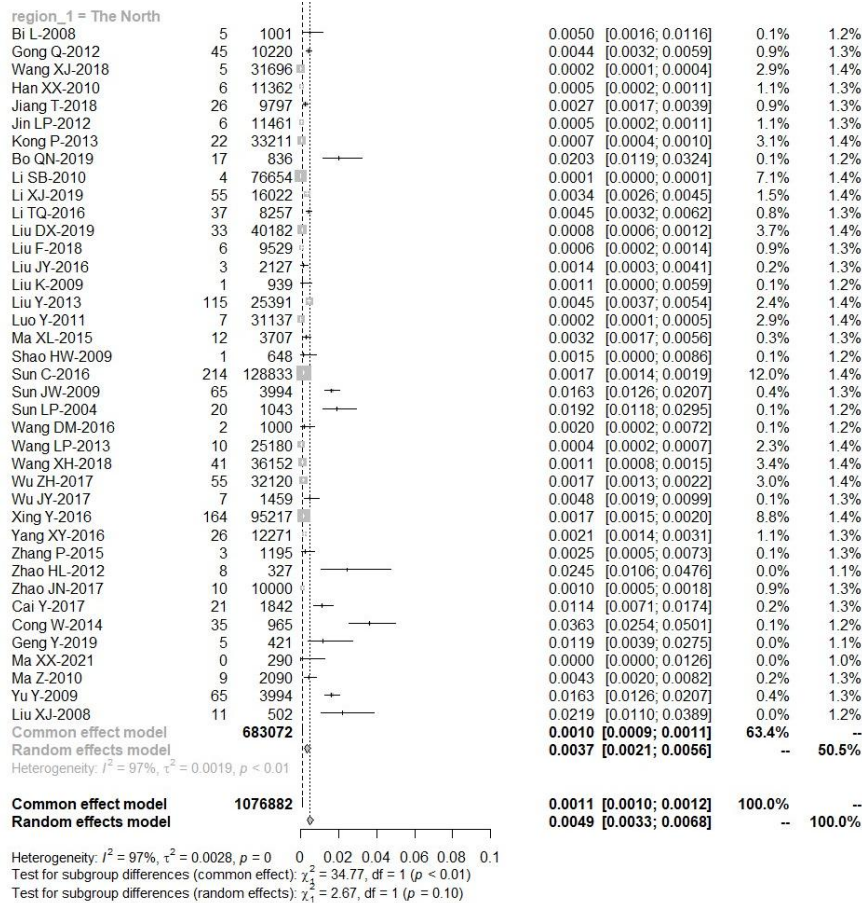 region_1 = The North
Bi L-2008 5 1001 0.0050 [0.0016; 0.0116] 0.1% 1.2%
Gong Q-2012 45 10220 0.0044 [0.0032; 0.0059] 0.9% 1.3%
Wang XJ-2018 5 31696 0.0002 [0.0001; 0.0004] 2.9% 1.4%
Han XX-2010 6 11362 0.0005 [0.0002; 0.0011] 1.1% 1.3%
Jiang T-2018 26 9797 0.0027 [0.0017; 0.0039] 0.9% 1.3%
Jin LP-2012 6 11461 0.0005 [0.0002; 0.0011] 1.1% 1.3%
Kong P-2013 22 33211 0.0007 [0.0004; 0.0010] 3.1% 1.4%
Bo QN-2019 17 836 0.0203 [0.0119; 0.0324] 0.1% 1.2%
Li SB-2010 4 76654 0.0001 [0.0000; 0.0001] 7.1% 1.4%
Li XJ-2019 55 16022 0.0034 [0.0026; 0.0045] 1.5% 1.4%
Li TQ-2016 37 8257 0.0045 [0.0032; 0.0062] 0.8% 1.3%
Liu DX-2019 33 40182 0.0008 [0.0006; 0.0012] 3.7% 1.4%
Liu F-2018 6 9529 0.0006 [0.0002; 0.0014] 0.9% 1.3%
Liu JY-2016 3 2127 0.0014 [0.0003; 0.0041] 0.2% 1.3%
Liu K-2009 1 939 0.0011 [0.0000; 0.0059] 0.1% 1.2%
Liu Y-2013 115 25391 0.0045 [0.0037; 0.0054] 2.4% 1.4%
Luo Y-2011 7 31137 0.0002 [0.0001; 0.0005] 2.9% 1.4%
Ma XL-2015 12 3707 0.0032 [0.0017; 0.0056] 0.3% 1.3%
Shao HW-2009 1 648 0.0015 [0.0000; 0.0086] 0.1% 1.2%
Sun C-2016 214 128833 0.0017 [0.0014; 0.0019] 12.0% 1.4%
Sun JW-2009 65 3994 0.0163 [0.0126; 0.0207] 0.4% 1.3%
Sun LP-2004 20 1043 0.0192 [0.0118; 0.0295] 0.1% 1.2%
Wang DM-2016 2 1000 0.0020 [0.0002; 0.0072] 0.1% 1.2%
Wang LP-2013 10 25180 0.0004 [0.0002; 0.0007] 2.3% 1.4%
Wang XH-2018 41 36152 0.0011 [0.0008; 0.0015] 3.4% 1.4%
Wu ZH-2017 55 32120 0.0017 [0.0013; 0.0022] 3.0% 1.4%
Wu JY-2017 7 1459 0.0048 [0.0019; 0.0099] 0.1% 1.3%
Xing Y-2016 164 95217 0.0017 [0.0015; 0.0020] 8.8% 1.4%
Yang XY-2016 26 12271 0.0021 [0.0014; 0.0031] 1.1% 1.3%
Zhang P-2015 3 1195 0.0025 [0.0005; 0.0073] 0.1% 1.3%
Zhao HL-2012 8 327 0.0245 [0.0106; 0.0476] 0.0% 1.1%
Zhao JN-2017 10 10000 0.0010 [0.0005; 0.0018] 0.9% 1.3%
Cai Y-2017 21 1842 0.0114 [0.0071; 0.0174] 0.2% 1.3%
Cong W-2014 35 965 0.0363 [0.0254; 0.0501] 0.1% 1.2%
Geng Y-2019 5 421 0.0119 [0.0039; 0.0275] 0.0% 1.1%
Ma XX-2021 0 290 0.0000 [0.0000; 0.0126] 0.0% 1.0%
Ma Z-2010 9 2090 0.0043 [0.0020; 0.0082] 0.2% 1.3%
Yu Y-2009 65 3994 0.0163 [0.0126; 0.0207] 0.4% 1.3%
Liu XJ-2008 11 502 0.0219 [0.0110; 0.0389] 0.0% 1.2%
Common effect model 683072 0.0010 [0.0009; 0.0011] 63.4% --
Random effects model 0.0037 [0.0021; 0.0056] -- 50.5%
Heterogeneity: I² = 97%, τ² = 0.0019, p < 0.01
Common effect model 1076882 0.0011 [0.0010; 0.0012] 100.0% --
Random effects model 0.0049 [0.0033; 0.0068] -- 100.0%
Heterogeneity: I² = 97%, τ² = 0.0028, p = 0 0 0.02 0.04 0.06 0.08 0.1
Test for subgroup differences (common effect): χ²₁ = 34.77, df = 1 (p < 0.01)
Test for subgroup differences (random effects): χ²₁ = 2.67, df = 1 (p = 0.10)